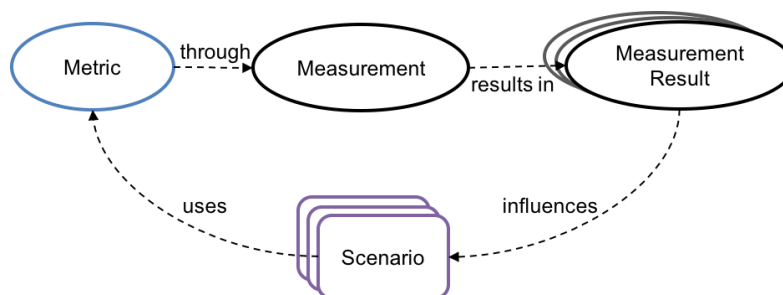 through
Metric
Measurement
results in
Measurement
Result
uses
influences
Scenario